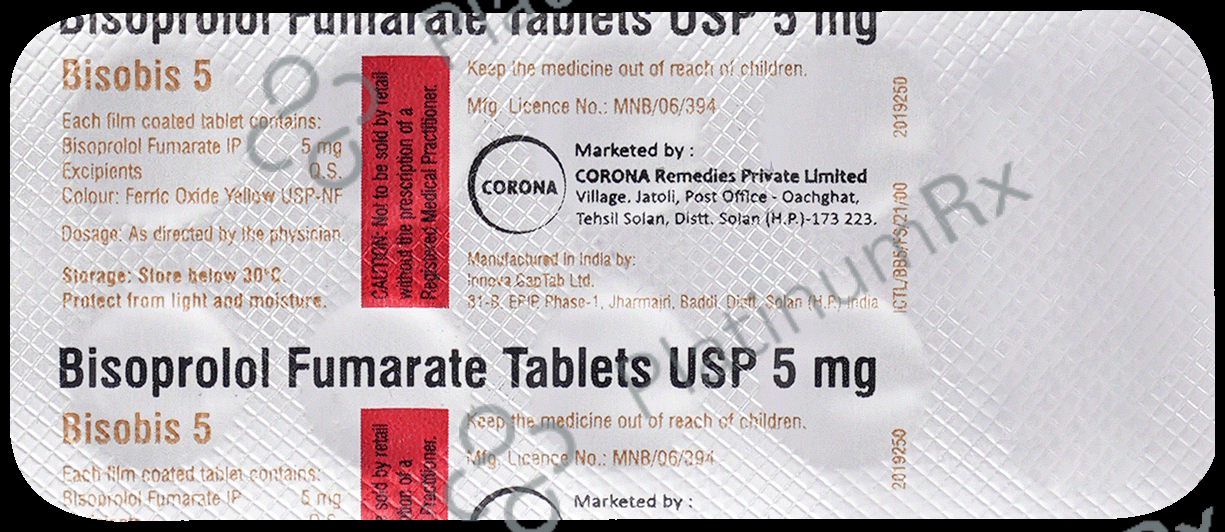 Bisoprolol Fumarate Tablets USP 5 mg
Bisobis 5
Each film coated tablet contains:
Bisoprolol Fumarate IP 5 mg
Excipients Q.S.
Colour: Ferric Oxide Yellow USP-NF
Dosage: As directed by the physician.
Storage: Store below 30°C.
Protect from light and moisture.
CAUTION: Not to be sold by retail
without the prescription of a
Registered Medical Practitioner.
Keep the medicine out of reach of children.
Mfg. Licence No.: MNB/06/394
CORONA
Marketed by :
CORONA Remedies Private Limited
Village. Jatoli, Post Office - Oachghat,
Tehsil Solan, Distt. Solan (H.P.)-173 223.
Manufactured in India by:
Innova CapTab Ltd.
81-B, EPIP Phase-1, Jharmajri, Baddi, Distt. Solan (H.P.) India
2019250
ICTL/BB5/FS/21/00
Bisoprolol Fumarate Tablets USP 5 mg
Bisobis 5
Each film coated tablet contains:
Bisoprolol Fumarate IP 5 mg
Q.S.
sold by retail
ption of a
Practitioner.
Keep the medicine out of reach of children.
Mfg. Licence No.: MNB/06/394
Marketed by :
2019250
PlatinumRx